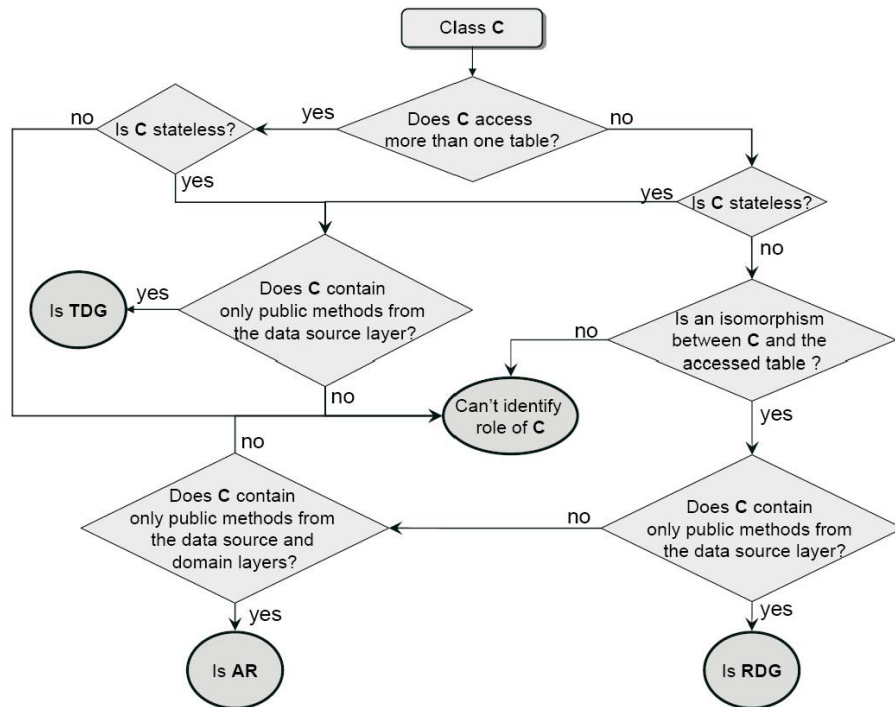 Class C
Does C access
more than one table?
yes
no
Is C stateless?
no
yes
Is C stateless?
yes
no
Does C contain
only public methods from
the data source layer?
yes
Is TDG
no
Is an isomorphism
between C and the
accessed table ?
no
Can't identify
role of C
yes
Does C contain
only public methods from
the data source layer?
no
Does C contain
only public methods from
the data source and
domain layers?
no
yes
Is AR
yes
Is RDG